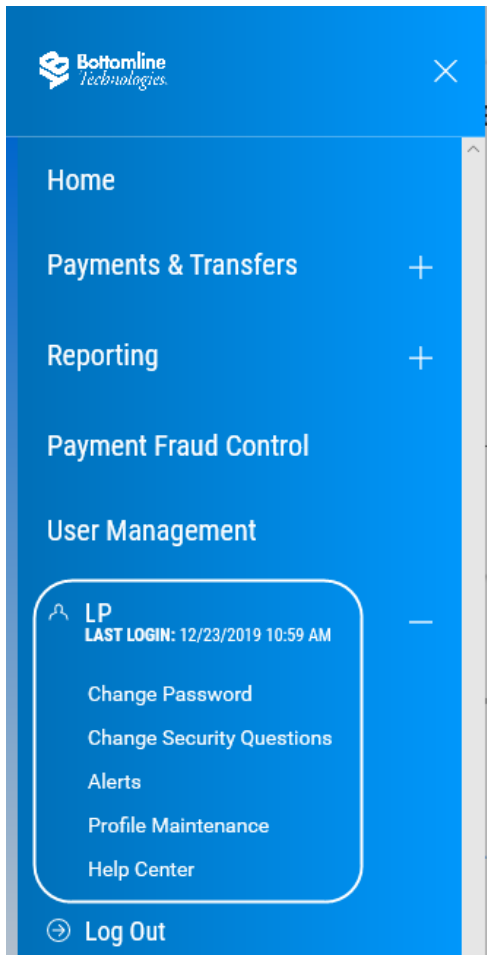 Bottomline
Technologies.
Home
Payments & Transfers
Reporting
Payment Fraud Control
User Management
LP
LAST LOGIN: 12/23/2019 10:59 AM
Change Password
Change Security Questions
Alerts
Profile Maintenance
Help Center
Log Out